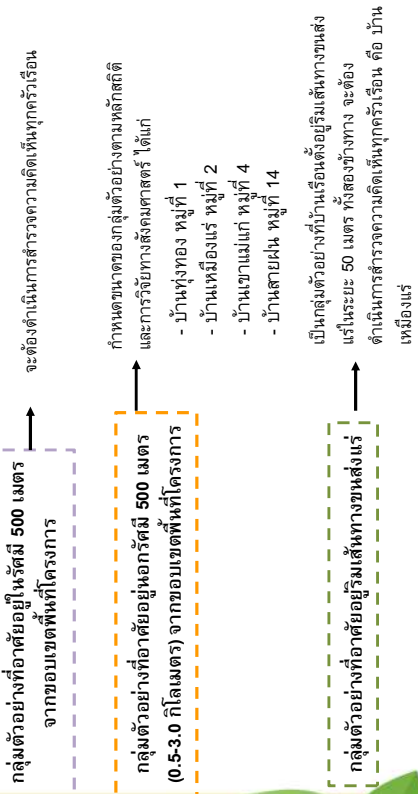 กลุ่มตัวอย่างที่อาศัยอยู่ในรัศมี 500 เมตร
จากขอบเขตพื้นที่โครงการ
จะต้องดำเนินการสำรวจความคิดเห็นทุกครัวเรือน
กลุ่มตัวอย่างที่อาศัยอยู่นอกรัศมี 500 เมตร
(0.5-3.0 กิโลเมตร) จากขอบเขตพื้นที่โครงการ
กำหนดขนาดของกลุ่มตัวอย่างตามหลักสถิติ
และการวิจัยทางสังคมศาสตร์ ได้แก่
- บ้านทุ่งทอง หมู่ที่ 1
- บ้านเหมืองแร่ หมู่ที่ 2
- บ้านเขาแม่แก่ หมู่ที่ 4
- บ้านสายฝน หมู่ที่ 14
กลุ่มตัวอย่างที่อาศัยอยู่ริมเส้นทางขนส่งแร่
เป็นกลุ่มตัวอย่างที่บ้านเรือนตั้งอยู่ริมเส้นทางขนส่ง
แร่ในระยะ 50 เมตร ทั้งสองข้างทาง จะต้อง
ดำเนินการสำรวจความคิดเห็นทุกครัวเรือน คือ บ้าน
เหมืองแร่